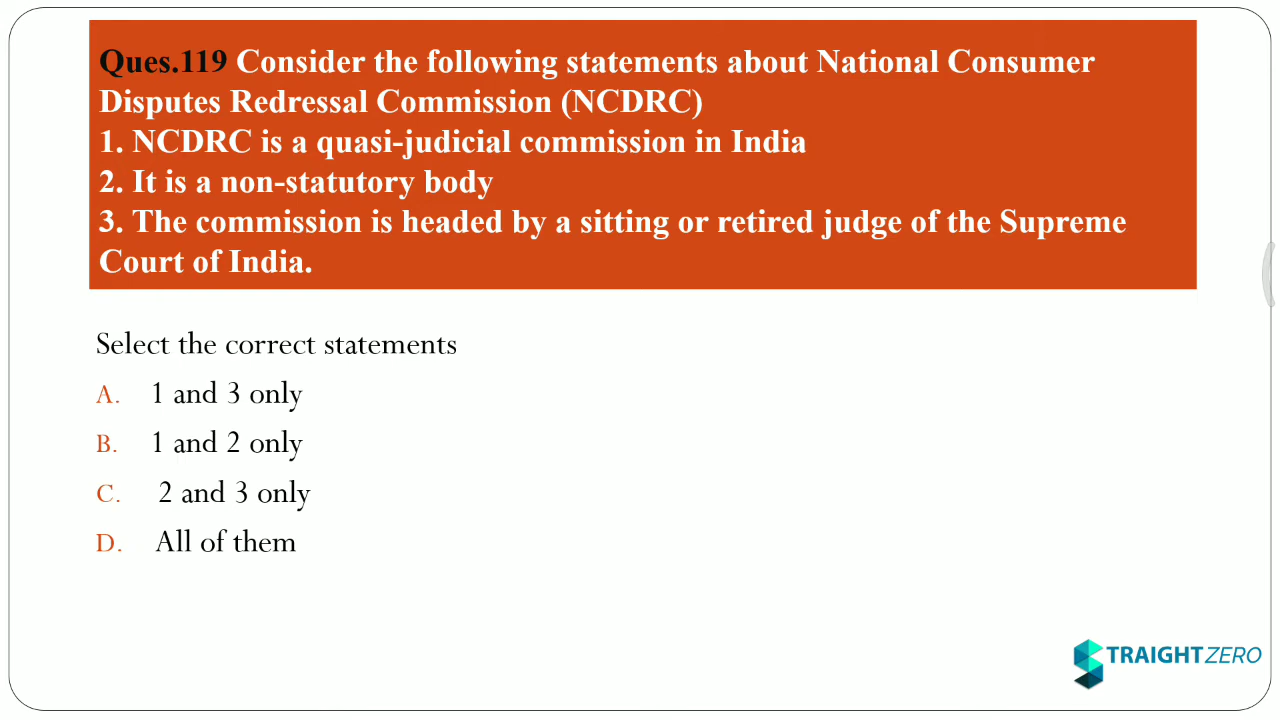 Ques.119 Consider the following statements about National Consumer
Disputes Redressal Commission (NCDRC)
1. NCDRC is a quasi-judicial commission in India
2. It is a non-statutory body
3. The commission is headed by a sitting or retired judge of the Supreme
Court of India.
Select the correct statements
A. 1 and 3 only
B. 1 and 2 only
C. 2 and 3 only
D. All of them
TRAIGHTZERO